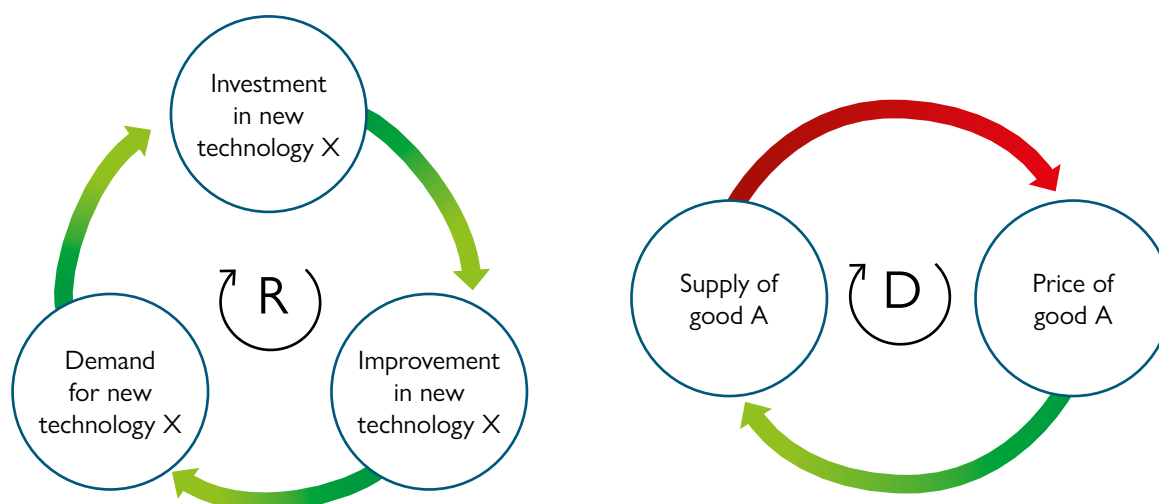 Investment
in new
technology X
R
Demand
for new
technology X
Improvement
in new
technology X
Supply of
good A
D
Price of
good A